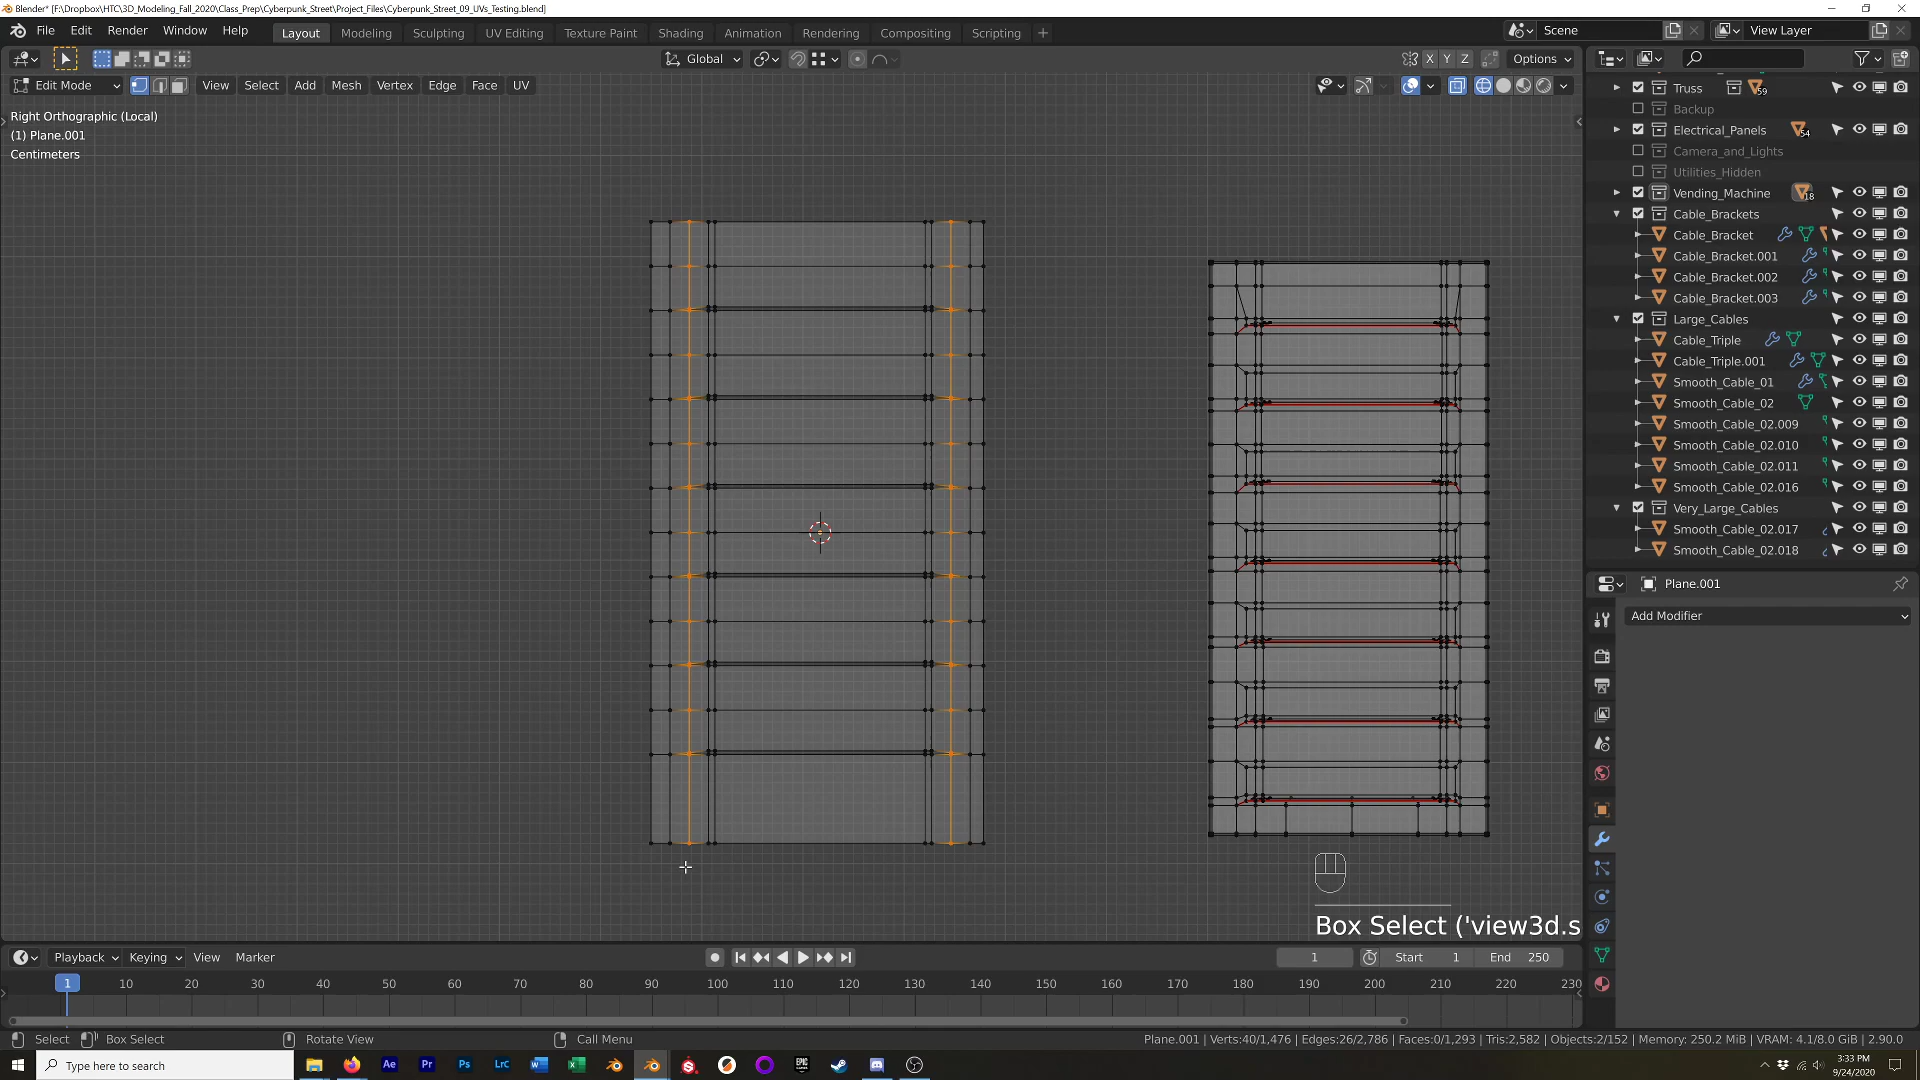 Blender* [F:\Dropbox\HTC\3D_Modeling_Fall_2020\Class_Prep\Cyberpunk_Street\Project_Files\Cyberpunk_Street_09_UVs_Testing.blend]
File Edit Render Window Help Layout Modeling Sculpting UV Editing Texture Paint Shading Animation Rendering Compositing Scripting Scene View Layer
Global X Y Z Options
Edit Mode View Select Add Mesh Vertex Edge Face UV
Right Orthographic (Local)
(1) Plane.001
Centimeters
Truss 59
Backup
Electrical_Panels 54
Camera_and_Lights
Utilities_Hidden
Vending_Machine 18
Cable_Brackets
Cable_Bracket
Cable_Bracket.001
Cable_Bracket.002
Cable_Bracket.003
Large_Cables
Cable_Triple
Cable_Triple.001
Smooth_Cable_01
Smooth_Cable_02
Smooth_Cable_02.009
Smooth_Cable_02.010
Smooth_Cable_02.011
Smooth_Cable_02.016
Very_Large_Cables
Smooth_Cable_02.017
Smooth_Cable_02.018
Plane.001
Add Modifier
Box Select ('view3d.s
Playback Keying View Marker 1 Start 1 End 250
1 10 20 30 40 50 60 70 80 90 100 110 120 130 140 150 160 170 180 190 200 210 220 230
Select Box Select Rotate View Call Menu Plane.001 | Verts:40/1,476 | Edges:26/2,786 | Faces:0/1,293 | Tris:2,582 | Objects:2/152 | Memory: 250.2 MiB | VRAM: 4.1/8.0 GiB | 2.90.0
Type here to search Ae Pr Ps Lrc 3:33 PM
9/24/2020